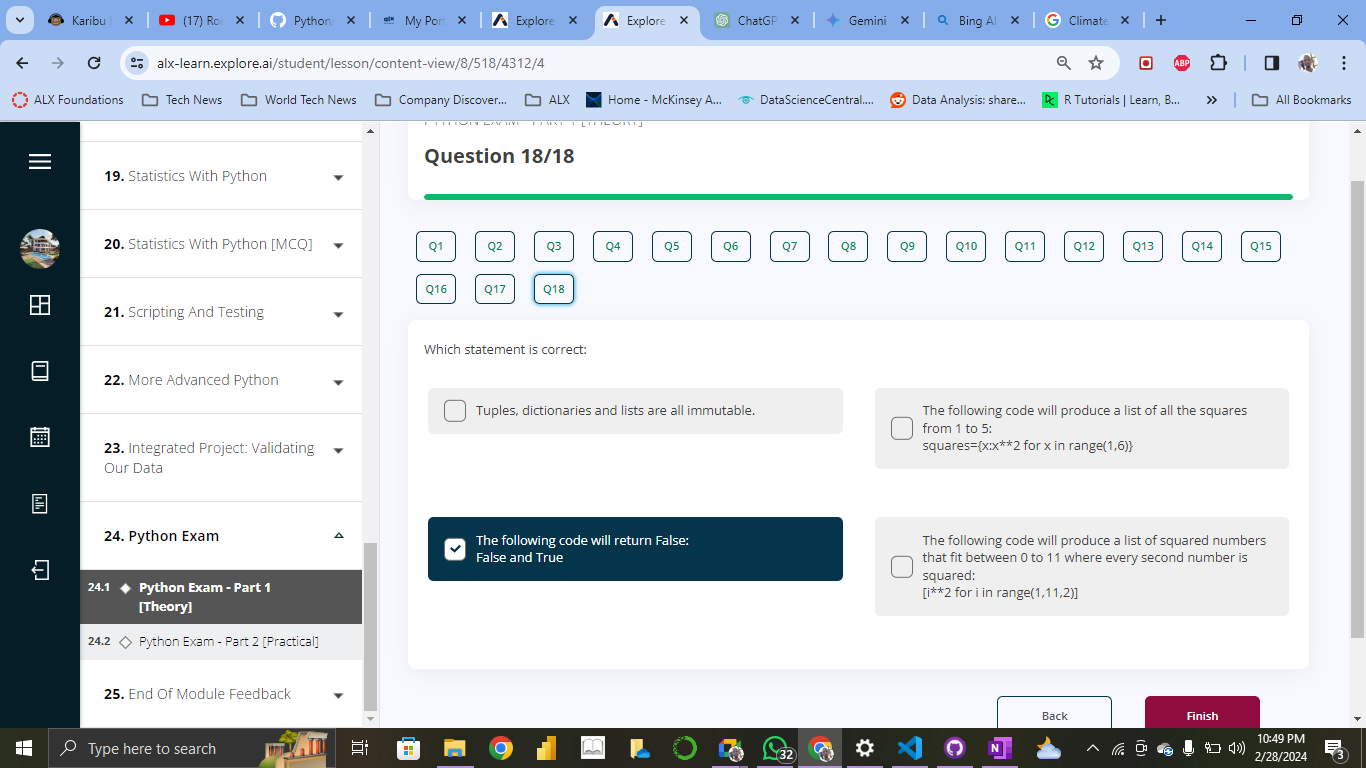 Karibu
(17) Ro
Python
My Por
Explore
Explore
ChatGP
Gemini
Bing AI
Climate
alx-learn.explore.ai/student/lesson/content-view/8/518/4312/4
ABP
ALX Foundations
Tech News
World Tech News
Company Discover...
ALX
Home - McKinsey A...
DataScienceCentral....
Data Analysis: share...
R Tutorials | Learn, B...
»
All Bookmarks
PYTHON EXAM - PART 1 [THEORY]
Question 18/18
19. Statistics With Python
20. Statistics With Python [MCQ]
21. Scripting And Testing
22. More Advanced Python
23. Integrated Project: Validating
Our Data
24. Python Exam
24.1 Python Exam - Part 1
[Theory]
24.2 Python Exam - Part 2 [Practical]
25. End Of Module Feedback
Q1 Q2 Q3 Q4 Q5 Q6 Q7 Q8 Q9 Q10 Q11 Q12 Q13 Q14 Q15
Q16 Q17 Q18
Which statement is correct:
Tuples, dictionaries and lists are all immutable.
The following code will produce a list of all the squares
from 1 to 5:
squares={x:x**2 for x in range(1,6)}
The following code will return False:
False and True
The following code will produce a list of squared numbers
that fit between 0 to 11 where every second number is
squared:
[i**2 for i in range(1,11,2)]
Back
Finish
Type here to search
32
10:49 PM
2/28/2024
3